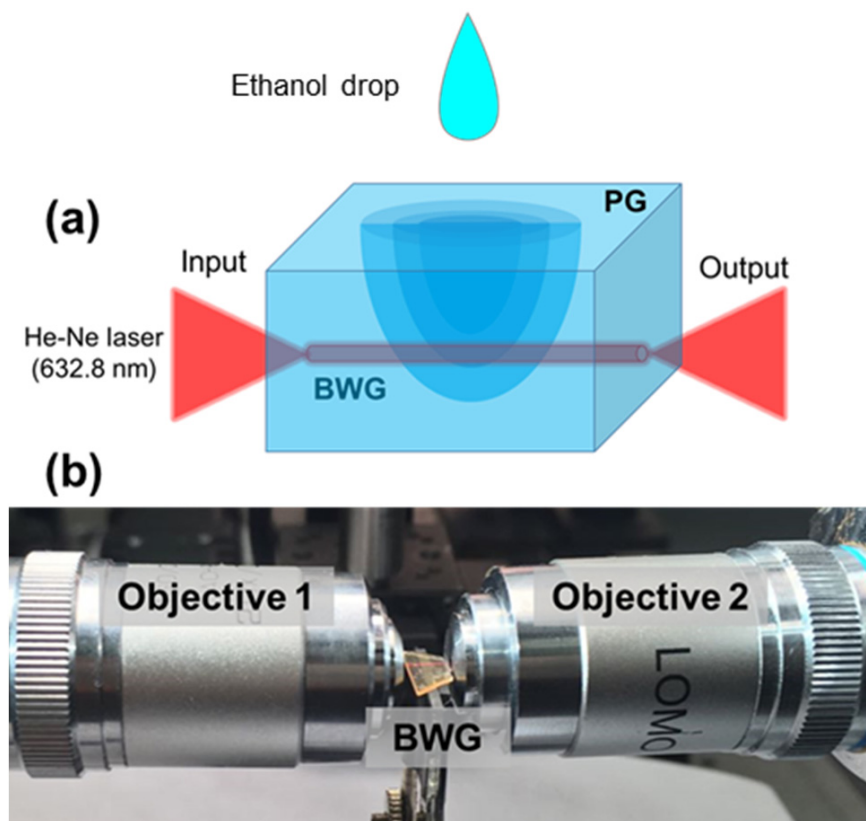 Ethanol drop
(a)
PG
Input
Output
He-Ne laser
(632.8 nm)
BWG
(b)
Objective 1
Objective 2
LOMO
BWG